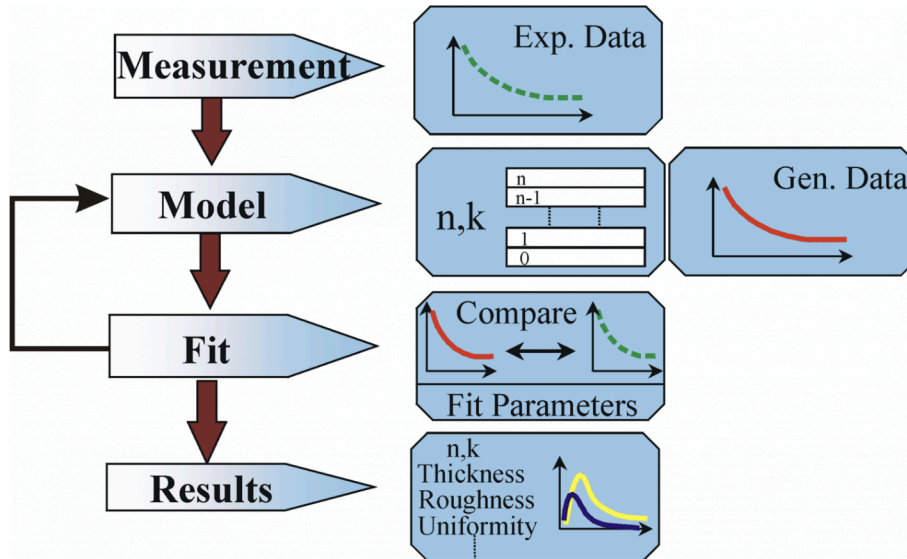 Measurement
Exp. Data
Model
n,k
n
n-1
1
0
Gen. Data
Fit
Compare
Fit Parameters
Results
n,k
Thickness
Roughness
Uniformity